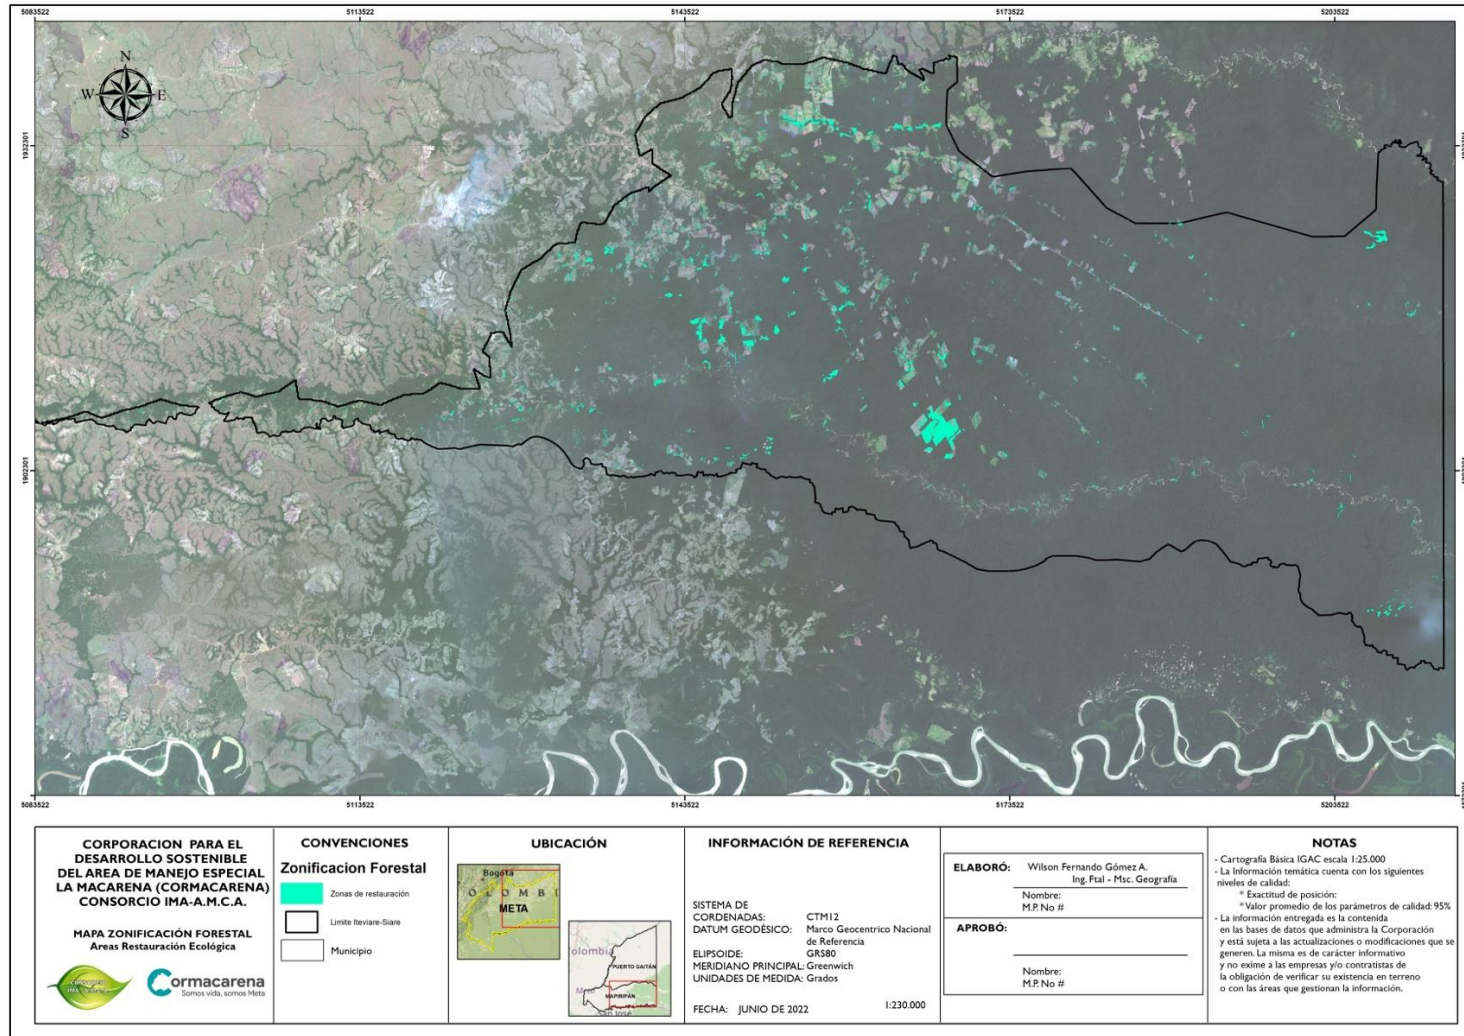 5083522
5113522
5143522
5173522
5203522
N
W
E
S
1932301
1902301
1902301
5083522
5113522
5143522
5173522
5203522
CORPORACION PARA EL
DESARROLLO SOSTENIBLE
DEL AREA DE MANEJO ESPECIAL
LA MACARENA (CORMACARENA)
CONSORCIO IMA-A.M.C.A.
MAPA ZONIFICACIÓN FORESTAL
Areas Restauración Ecológica
Cormacarena
Somos vida, somos Meta
CONVENCIONES
Zonificacion Forestal
Zonas de restauración
Limite Iteviare-Siare
Municipio
UBICACIÓN
Bogotá
OLOMBI
META
olombia
PUERTO GAITÁN
Meta
MAPIRIPÁN
San José
INFORMACIÓN DE REFERENCIA
SISTEMA DE
CORDENADAS: CTM12
DATUM GEODÉSICO: Marco Geocentrico Nacional
de Referencia
ELIPSOIDE: GRS80
MERIDIANO PRINCIPAL: Greenwich
UNIDADES DE MEDIDA: Grados
FECHA: JUNIO DE 2022
1:230.000
ELABORÓ: Wilson Fernando Gómez A.
Ing. Ftal - Msc. Geografía
Nombre:
M.P. No #
APROBÓ:
Nombre:
M.P. No #
NOTAS
- Cartografía Básica IGAC escala 1:25.000
- La Información temática cuenta con los siguientes
niveles de calidad:
* Exactitud de posición:
* Valor promedio de los parámetros de calidad: 95%
- La información entregada es la contenida
en las bases de datos que administra la Corporación
y está sujeta a las actualizaciones o modificaciones que se
generen. La misma es de carácter informativo
y no exime a las empresas y/o contratistas de
la obligación de verificar su existencia en terreno
o con las áreas que gestionan la información.